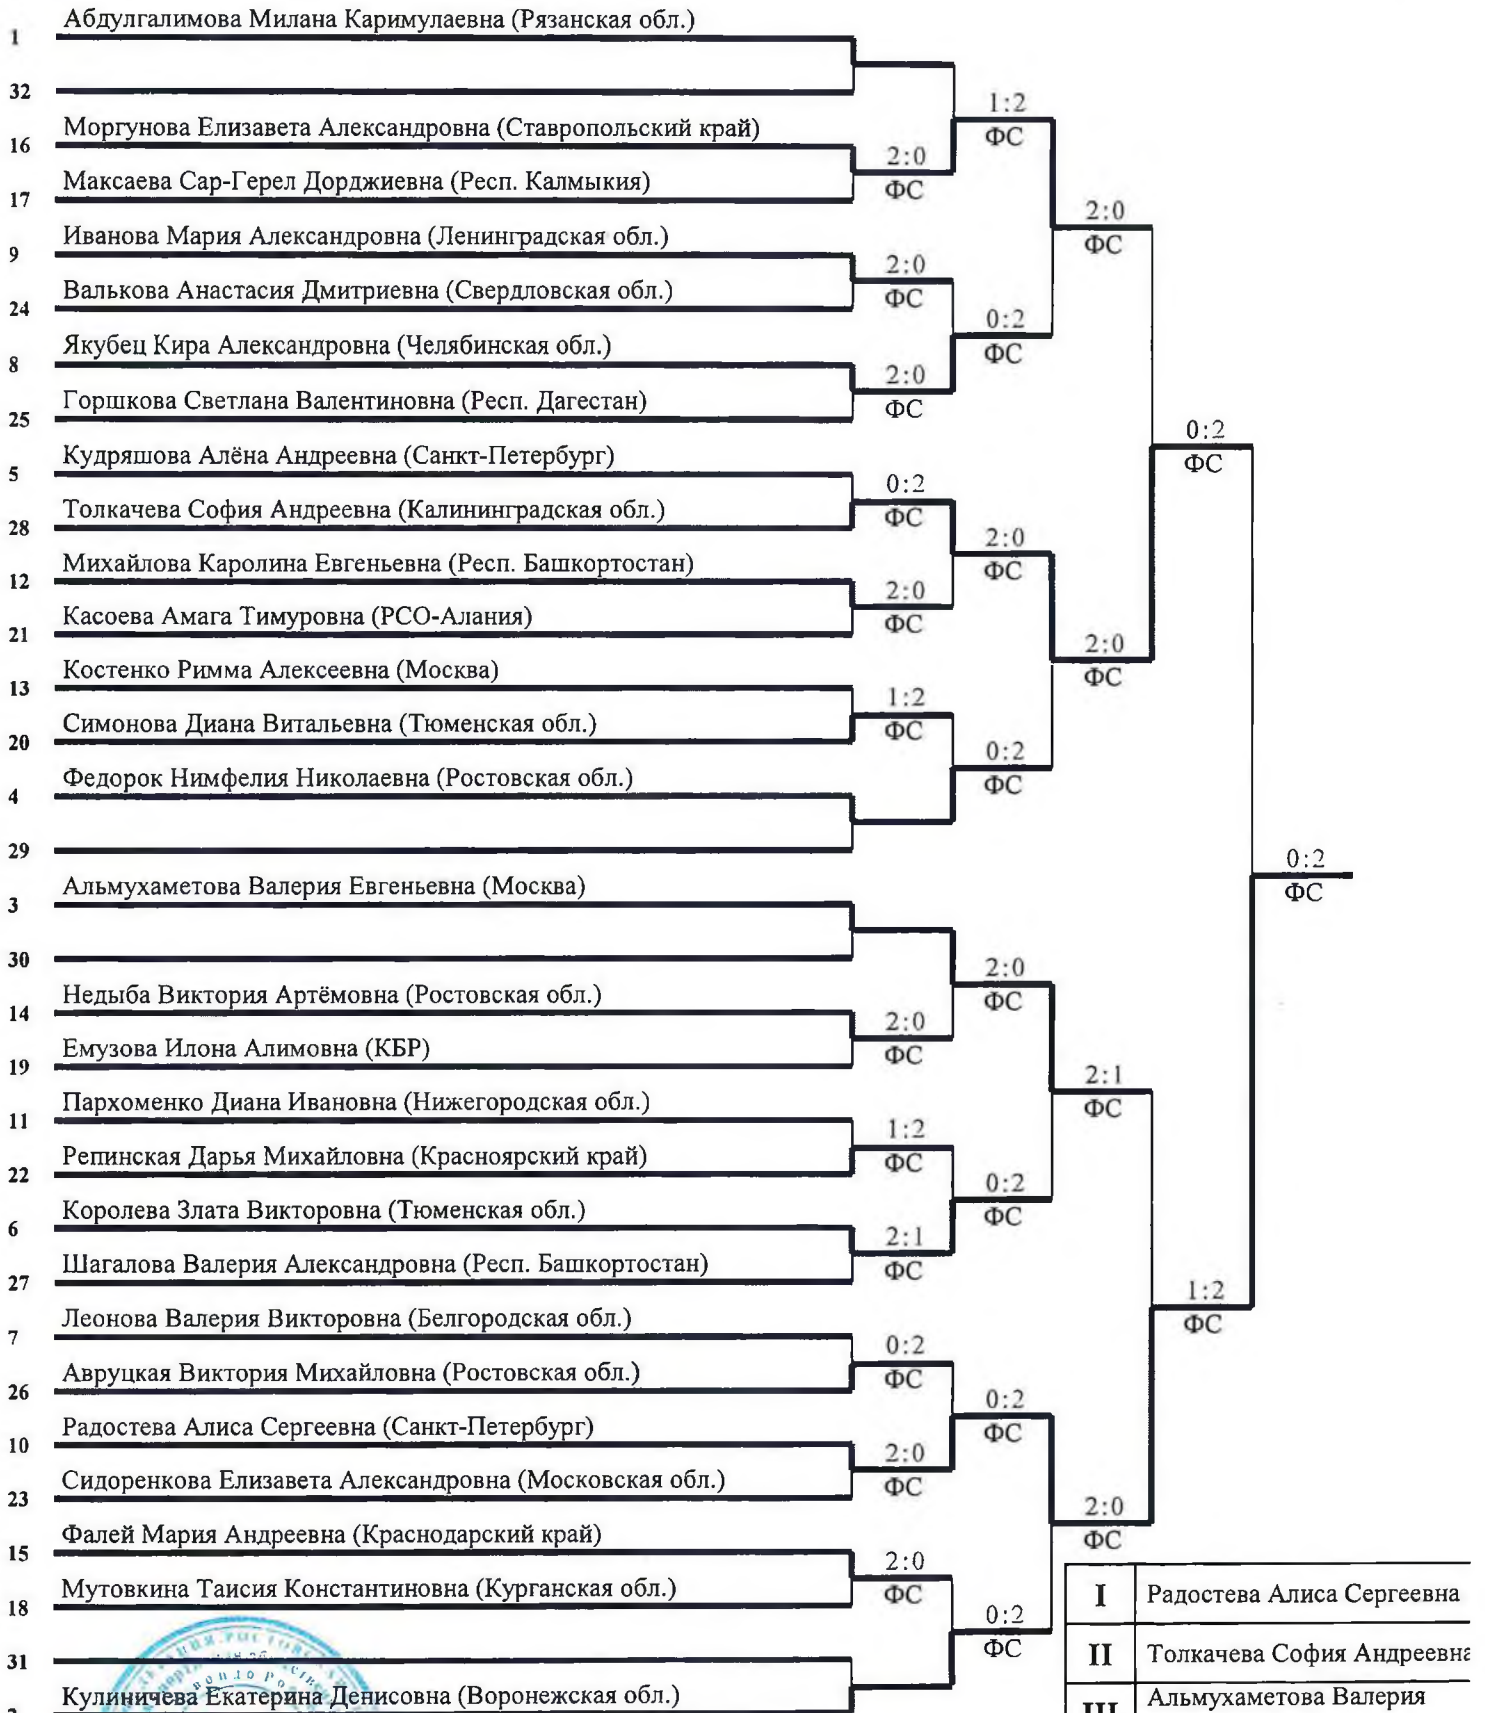 Абдулгалимова Милана Каримулаевна (Рязанская обл.)
1
32
1:2
ФС
Моргунова Елизавета Александровна (Ставропольский край)
16
2:0
ФС
Максаева Сар-Герел Дорджиевна (Респ. Калмыкия)
17
2:0
ФС
Иванова Мария Александровна (Ленинградская обл.)
9
2:0
ФС
Валькова Анастасия Дмитриевна (Свердловская обл.)
24
0:2
ФС
Якубец Кира Александровна (Челябинская обл.)
8
2:0
ФС
Горшкова Светлана Валентиновна (Респ. Дагестан)
25
0:2
ФС
Кудряшова Алёна Андреевна (Санкт-Петербург)
5
0:2
ФС
Толкачева София Андреевна (Калининградская обл.)
28
2:0
ФС
Михайлова Каролина Евгеньевна (Респ. Башкортостан)
12
2:0
ФС
Касоева Амага Тимуровна (РСО-Алания)
21
2:0
ФС
Костенко Римма Алексеевна (Москва)
13
1:2
ФС
Симонова Диана Витальевна (Тюменская обл.)
20
0:2
ФС
Федорок Нимфелия Николаевна (Ростовская обл.)
4
29
0:2
ФС
Альмухаметова Валерия Евгеньевна (Москва)
3
30
2:0
ФС
Недыба Виктория Артёмовна (Ростовская обл.)
14
2:0
ФС
Емузова Илона Алимовна (КБР)
19
2:1
ФС
Пархоменко Диана Ивановна (Нижегородская обл.)
11
1:2
ФС
Репинская Дарья Михайловна (Красноярский край)
22
0:2
ФС
Королева Злата Викторовна (Тюменская обл.)
6
2:1
ФС
Шагалова Валерия Александровна (Респ. Башкортостан)
27
1:2
ФС
Леонова Валерия Викторовна (Белгородская обл.)
7
0:2
ФС
Авруцкая Виктория Михайловна (Ростовская обл.)
26
0:2
ФС
Радостева Алиса Сергеевна (Санкт-Петербург)
10
2:0
ФС
Сидоренкова Елизавета Александровна (Московская обл.)
23
2:0
ФС
Фалей Мария Андреевна (Краснодарский край)
15
2:0
ФС
Мутовкина Таисия Константиновна (Курганская обл.)
18
0:2
ФС
31
Кулиничева Екатерина Денисовна (Воронежская обл.)
I Радостева Алиса Сергеевна
II Толкачева София Андреевна
III Альмухаметова Валерия